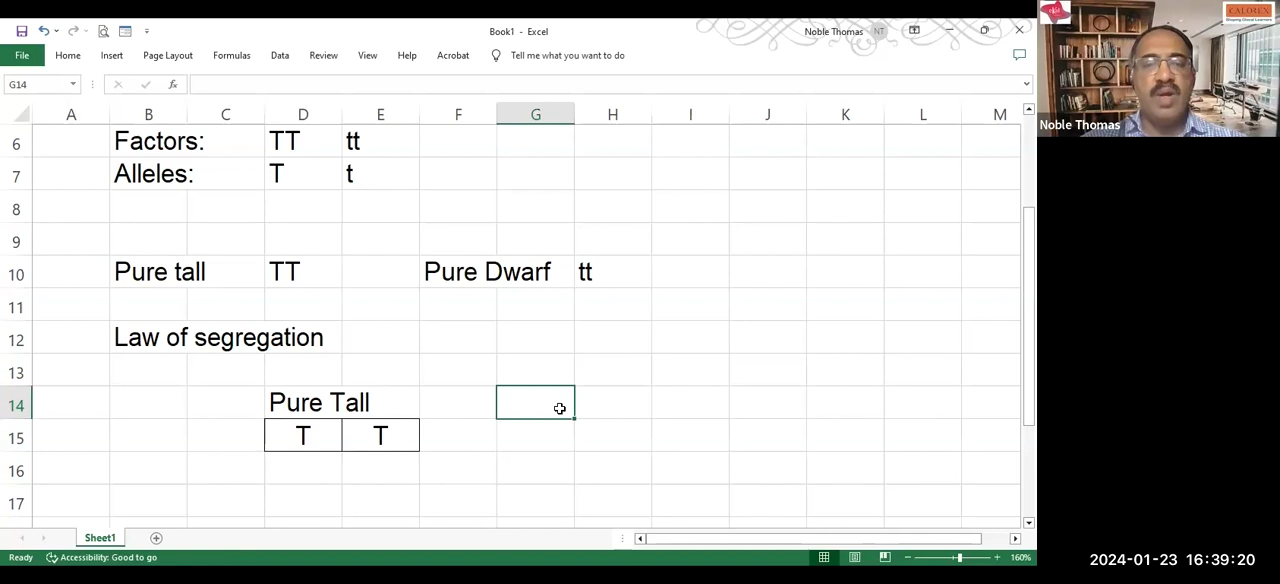 Book1 - Excel
Noble Thomas NT
File Home Insert Page Layout Formulas Data Review View Help Acrobat Tell me what you want to do
G14 fx
A B C D E F G H I J K L M
6 Factors: TT tt
7 Alleles: T t
8
9
10 Pure tall TT Pure Dwarf tt
11
12 Law of segregation
13
14 Pure Tall
15 T T
16
17
Sheet1
Ready Accessibility: Good to go 160%
CALOREX
Noble Thomas
2024-01-23 16:39:20